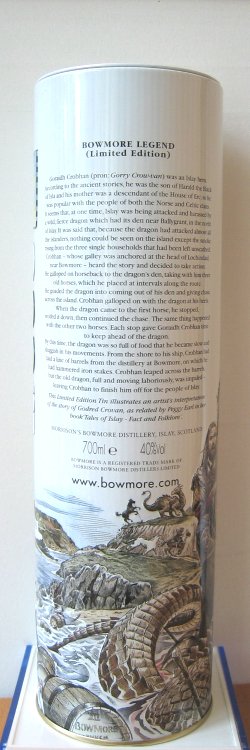 BOWMORE LEGEND
(Limited Edition)
Goraidh Crobhan (pron: Gorry Crow-van) was an Islay hero.
According to the ancient stories, he was the son of Harold the Black
of Isla and his mother was a descendant of the House of
was popular with the people of both the Norse and Celtic
It seems that, at one time, Islay was being attacked and harassed by
a wild, fierce dragon which had its den near Ballygrant, in the
of Islay. It was said that, because the dragon had almost
the islanders, nothing could be seen on the island except the smoke
rising from the three single households that had been left unscathed.
Crobhan – whose galley was anchored at the head of Lochindaal
near Bowmore – heard the story and decided to take action.
He galloped on horseback to the dragon's den, taking with him three
old horses, which he placed at intervals along the route.
He goaded the dragon into coming out of his den and going
across the island. Crobhan galloped on with the dragon at his heels.
When the dragon came to the first horse, he stopped,
it down, then continued the chase. The same thing happened
with the other two horses. Each stop gave Goraidh Crobhan time
to keep ahead of the dragon.
By this time, the dragon was so full of food that he became slow and
sluggish in his movements. From the shore to his ship, Crobhan had
laid a line of barrels from the distillery at Bowmore, on which he
had hammered iron stakes. Crobhan leapt across the barrels,
but the old dragon, full and moving laboriously, was impaled –
leaving Crobhan to finish him off for the people of Islay.
The Limited Edition Tin illustrates an artist's interpretation
of the story of Godred Crovan, as related by Peggy Earl in her
book Tales of Islay - Fact and Folklore
MORRISON'S BOWMORE DISTILLERY, ISLAY, SCOTLAND
700ml e 40%Vol
BOWMORE IS A REGISTERED TRADE MARK OF
MORRISON BOWMORE DISTILLERS LIMITED
www.bowmore.com
BOWMORE